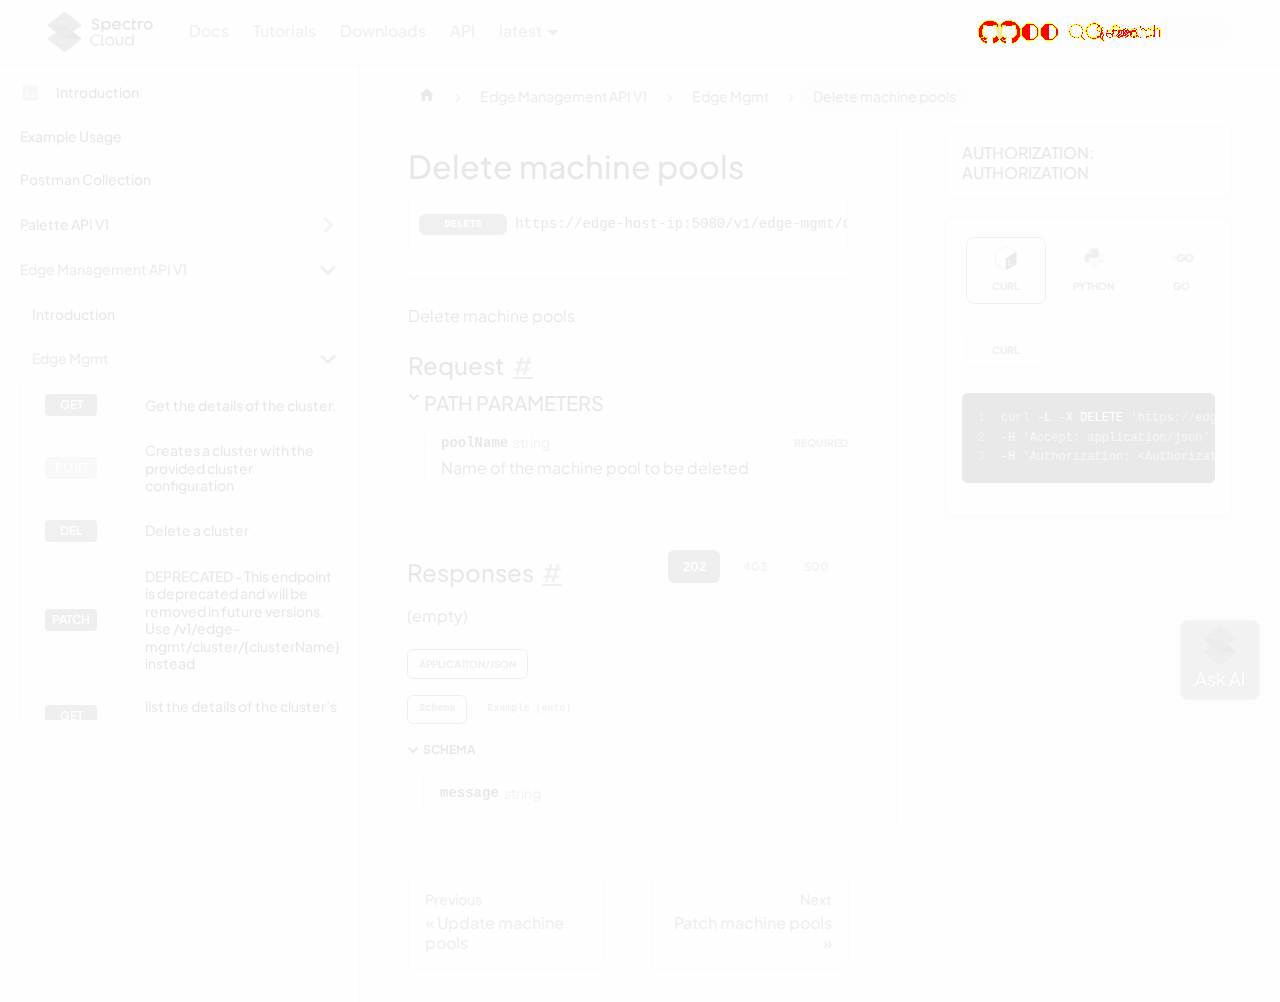 Spectro Cloud
Docs Tutorials Downloads API latest
Introduction
Example Usage
Postman Collection
Palette API V1
Edge Management API V1
Introduction
Edge Mgmt
GET Get the details of the cluster.
POST Creates a cluster with the
provided cluster
configuration
DEL Delete a cluster
PATCH DEPRECATED - This endpoint
is deprecated and will be
removed in future versions.
Use /v1/edge-
mgmt/cluster/{clusterName}
instead
GET list the details of the cluster's
Edge Management API V1 Edge Mgmt Delete machine pools
Delete machine pools
DELETE https://edge-host-ip:5080/v1/edge-mgmt/c
Delete machine pools
Request #
PATH PARAMETERS
poolName string REQUIRED
Name of the machine pool to be deleted
Responses # 202 403 500
(empty)
APPLICATION/JSON
Schema Example (auto)
SCHEMA
message string
Previous
« Update machine
pools
Next
Patch machine pools
»
AUTHORIZATION:
AUTHORIZATION
CURL PYTHON GO
CURL
1 curl -L -X DELETE 'https://edg
2 -H 'Accept: application/json'
3 -H 'Authorization: <Authorizat
Ask AI